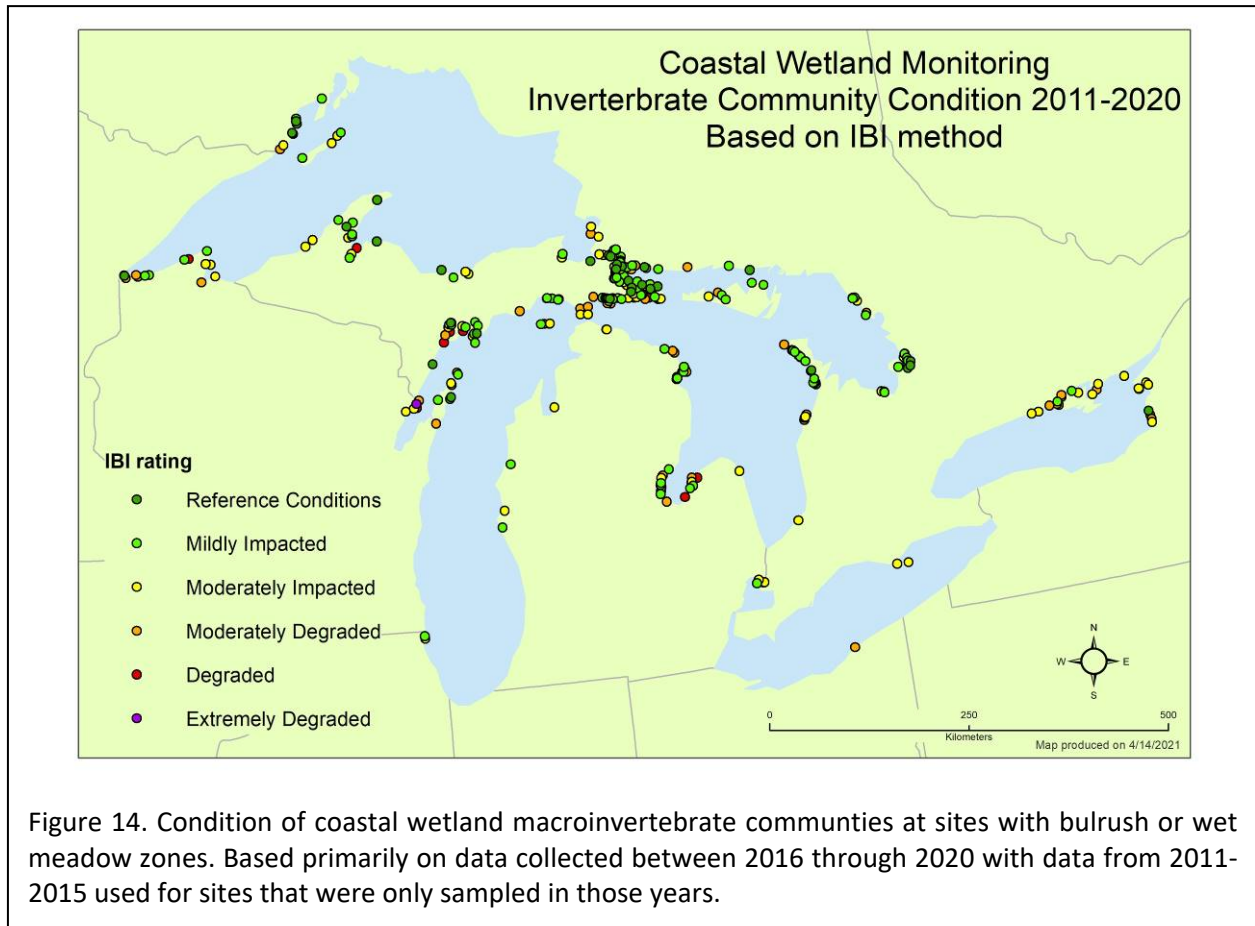 Coastal Wetland Monitoring
Inverterbrate Community Condition 2011-2020
Based on IBI method
IBI rating
Reference Conditions
Mildly Impacted
Moderately Impacted
Moderately Degraded
Degraded
Extremely Degraded
N
W E
S
0 250 500
Kilometers
Map produced on 4/14/2021
Figure 14. Condition of coastal wetland macroinvertebrate communties at sites with bulrush or wet
meadow zones. Based primarily on data collected between 2016 through 2020 with data from 2011-
2015 used for sites that were only sampled in those years.